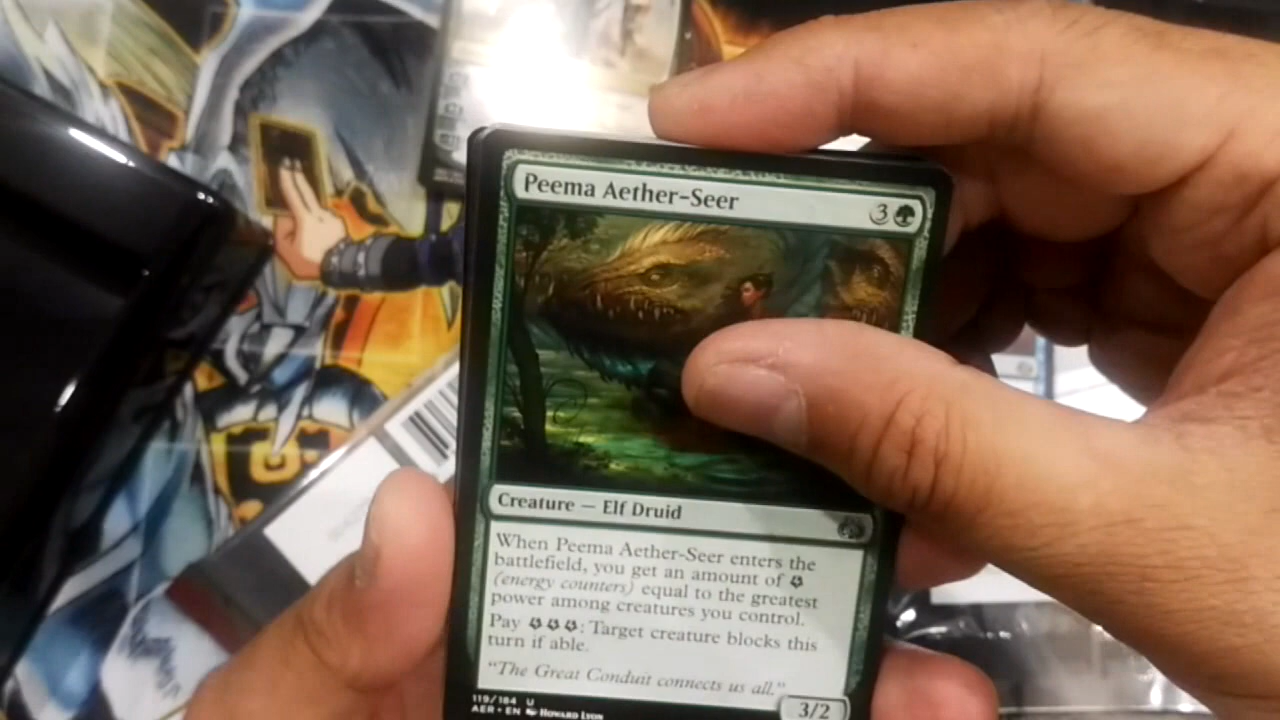 Peema Aether-Seer
3
Creature — Elf Druid
When Peema Aether-Seer enters the
battlefield, you get an amount of
(energy counters) equal to the greatest
power among creatures you control.
Pay : Target creature blocks this
turn if able.
"The Great Conduit connects us all."
3/2
119/184 U
AER • EN Howard Lyon